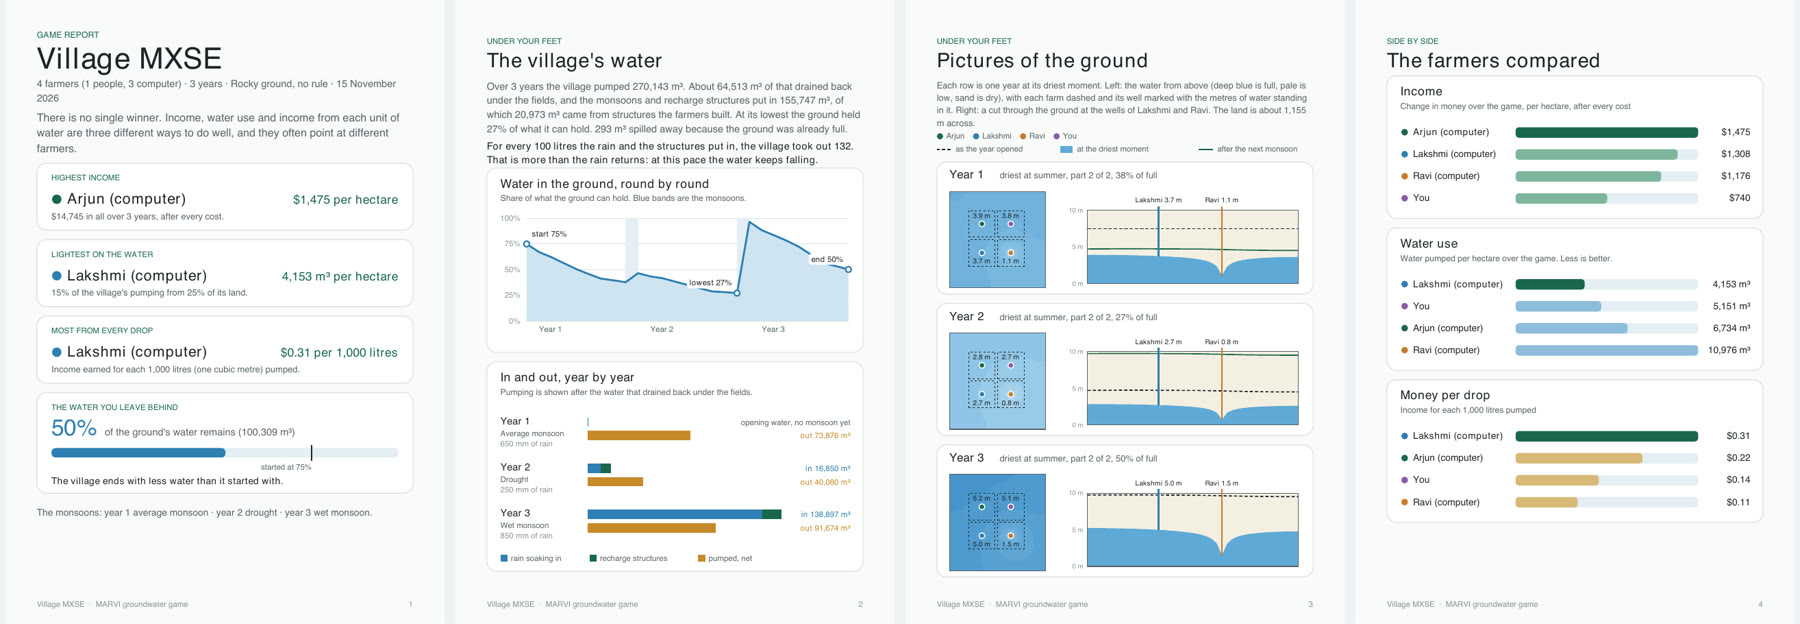 GAME REPORT
Village MXSE
4 farmers (1 people, 3 computer) · 3 years · Rocky ground, no rule · 15 November
2026
There is no single winner. Income, water use and income from each unit of
water are three different ways to do well, and they often point at different
farmers.
HIGHEST INCOME
Arjun (computer) $1,475 per hectare
$14,745 in all over 3 years, after every cost.
LIGHTEST ON THE WATER
Lakshmi (computer) 4,153 m³ per hectare
15% of the village's pumping from 25% of its land.
MOST FROM EVERY DROP
Lakshmi (computer) $0.31 per 1,000 litres
Income earned for each 1,000 litres (one cubic metre) pumped.
THE WATER YOU LEAVE BEHIND
50% of the ground's water remains (100,309 m³)
started at 75%
The village ends with less water than it started with.
The monsoons: year 1 average monsoon · year 2 drought · year 3 wet monsoon.
Village MXSE · MARVI groundwater game 1
UNDER YOUR FEET
The village's water
Over 3 years the village pumped 270,143 m³. About 64,513 m³ of that drained back
under the fields, and the monsoons and recharge structures put in 155,747 m³, of
which 20,973 m³ came from structures the farmers built. At its lowest the ground held
27% of what it can hold. 293 m³ spilled away because the ground was already full.
For every 100 litres the rain and the structures put in, the village took out 132.
That is more than the rain returns: at this pace the water keeps falling.
Water in the ground, round by round
Share of what the ground can hold. Blue bands are the monsoons.
100%
start 75%
75%
end 50%
50%
lowest 27%
25%
0%
Year 1 Year 2 Year 3
In and out, year by year
Pumping is shown after the water that drained back under the fields.
Year 1 opening water, no monsoon yet
Average monsoon out 73,876 m³
650 mm of rain
Year 2 in 16,850 m³
Drought out 40,080 m³
250 mm of rain
Year 3 in 138,897 m³
Wet monsoon out 91,674 m³
850 mm of rain
rain soaking in recharge structures pumped, net
Village MXSE · MARVI groundwater game 2
UNDER YOUR FEET
Pictures of the ground
Each row is one year at its driest moment. Left: the water from above (deep blue is full, pale is
low, sand is dry), with each farm dashed and its well marked with the metres of water standing
in it. Right: a cut through the ground at the wells of Lakshmi and Ravi. The land is about 1,155
m across.
Arjun Lakshmi Ravi You
as the year opened at the driest moment after the next monsoon
Year 1 driest at summer, part 2 of 2, 38% of full
3.9 m 3.8 m
3.7 m 1.1 m
Lakshmi 3.7 m Ravi 1.1 m
10 m
5 m
0 m
Year 2 driest at summer, part 2 of 2, 27% of full
2.8 m 2.7 m
2.7 m 0.8 m
Lakshmi 2.7 m Ravi 0.8 m
10 m
5 m
0 m
Year 3 driest at summer, part 2 of 2, 50% of full
5.2 m 5.1 m
5.0 m 1.5 m
Lakshmi 5.0 m Ravi 1.5 m
10 m
5 m
0 m
Village MXSE · MARVI groundwater game 3
SIDE BY SIDE
The farmers compared
Income
Change in money over the game, per hectare, after every cost
Arjun (computer) $1,475
Lakshmi (computer) $1,308
Ravi (computer) $1,176
You $740
Water use
Water pumped per hectare over the game. Less is better.
Lakshmi (computer) 4,153 m³
You 5,151 m³
Arjun (computer) 6,734 m³
Ravi (computer) 10,976 m³
Money per drop
Income for each 1,000 litres pumped
Lakshmi (computer) $0.31
Arjun (computer) $0.22
You $0.14
Ravi (computer) $0.11
Village MXSE · MARVI groundwater game 4